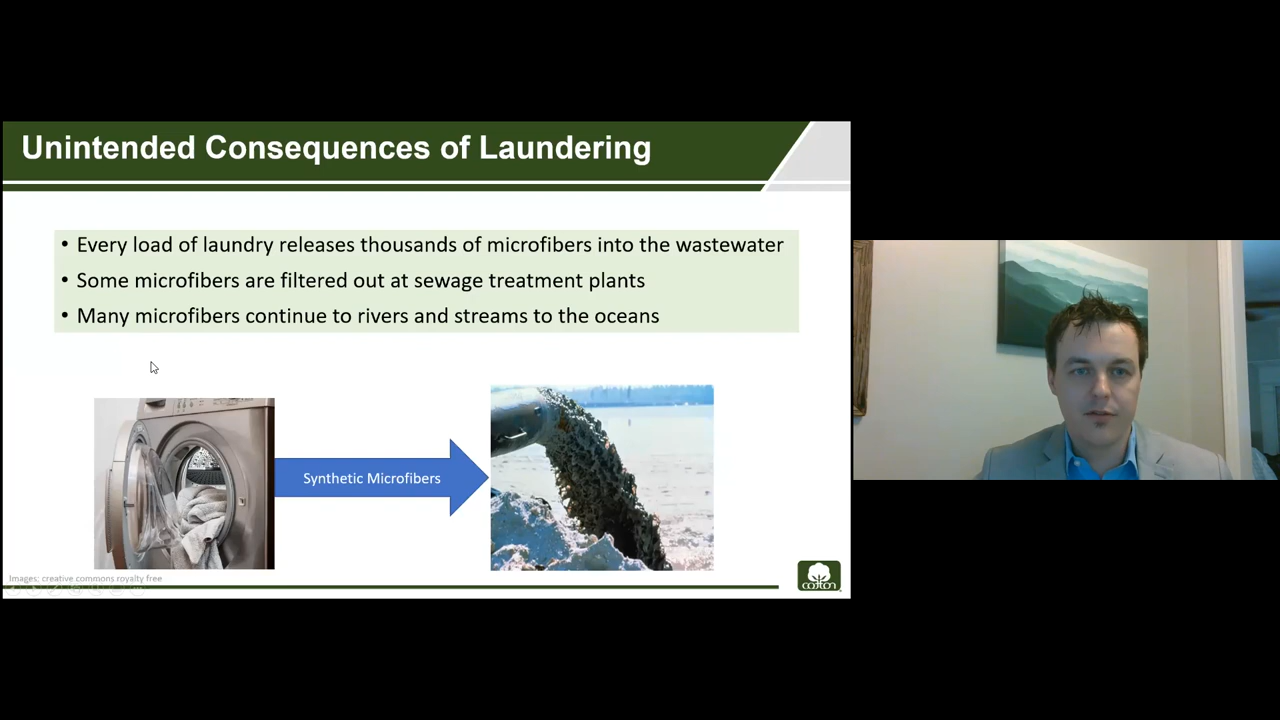 Unintended Consequences of Laundering
• Every load of laundry releases thousands of microfibers into the wastewater
• Some microfibers are filtered out at sewage treatment plants
• Many microfibers continue to rivers and streams to the oceans
Synthetic Microfibers
Images: creative commons royalty free
cotton